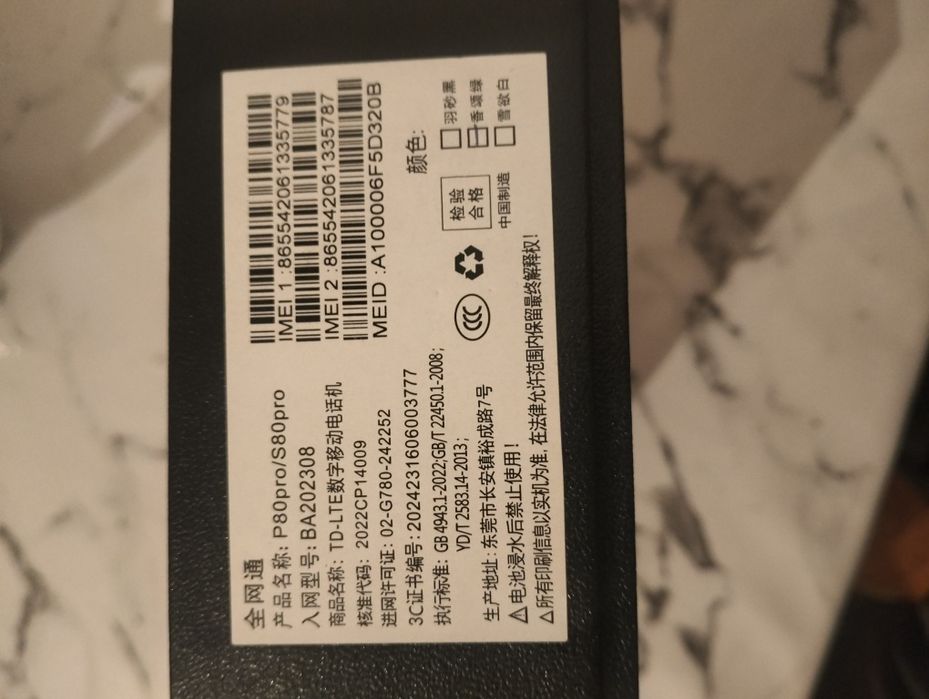 全网通
产品名称: P80pro/S80pro
入网型号: BA202308
商品名称: TD-LTE数字移动电话机
核准代码: 2022CP14009
进网许可证: 02-G780-242252
3C证书编号: 2024231606003777
执行标准: GB 4943.1-2022;GB/T 22450.1-2008;
YD/T 2583.14-2013;
生产地址: 东莞市长安镇裕成路7号
⚠电池浸水后禁止使用!
⚠所有印刷信息以实机为准, 在法律允许范围内保留最终解释权!
IMEI 1 :865542061335779
IMEI 2 :865542061335787
MEID :A100006F5D320B
颜色:
羽砂黑
香颂绿
雪欲白
检验
合格
中国制造
CCC